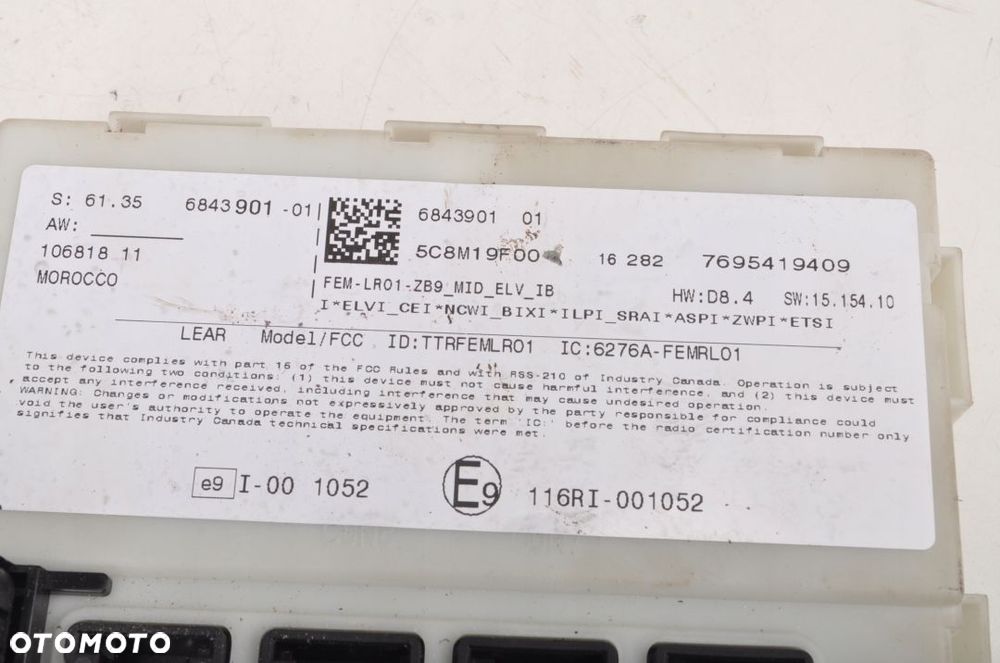 S: 61.35 6843901-01
AW:
106818 11
MOROCCO
6843901 01
5C8M19F00 16 282 7695419409
FEM-LR01-ZB9_MID_ELV_IB HW:D8.4 SW:15.154.10
I*ELVI_CEI*NCWI_BIXI*ILPI_SRAI*ASPI*ZWPI*ETSI
LEAR Model/FCC ID:TTRFEMLR01 IC:6276A-FEMRL01
This device complies with part 15 of the FCC Rules and with RSS-210 of Industry Canada. Operation is subject
to the following two conditions: (1) this device must not cause harmful interference, and (2) this device must
accept any interference received, including interference that may cause undesired operation.
WARNING: Changes or modifications not expressively approved by the party responsible for compliance could
void the user's authority to operate the equipment. The term 'IC:' before the radio certification number only
signifies that Industry Canada technical specifications were met.
e9 I-00 1052
E9 116RI-001052
OTOMOTO